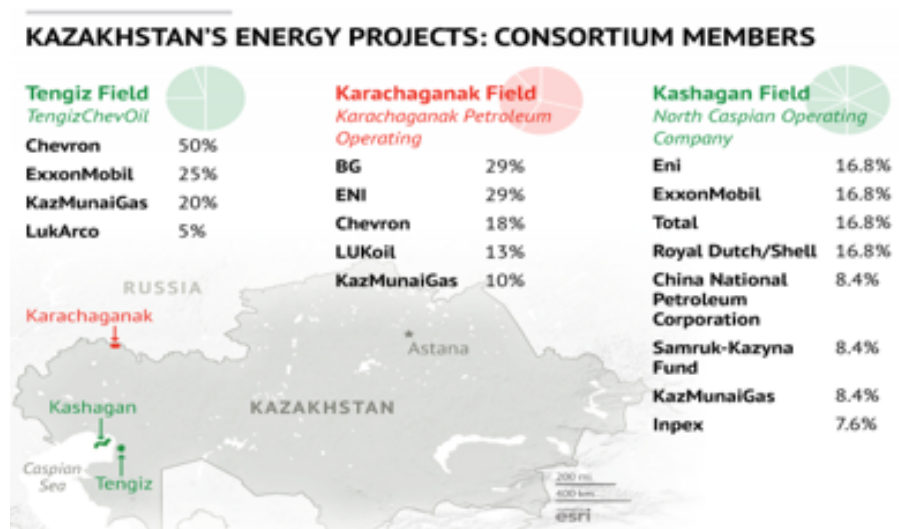 KAZAKHSTAN'S ENERGY PROJECTS: CONSORTIUM MEMBERS
Tengiz Field
TengizChevOil
Chevron 50%
ExxonMobil 25%
KazMunaiGas 20%
LukArco 5%
Karachaganak Field
Karachaganak Petroleum
Operating
BG 29%
ENI 29%
Chevron 18%
LUKoil 13%
KazMunaiGas 10%
Kashagan Field
North Caspian Operating
Company
Eni 16.8%
ExxonMobil 16.8%
Total 16.8%
Royal Dutch/Shell 16.8%
China National 8.4%
Petroleum
Corporation
Samruk-Kazyna 8.4%
Fund
KazMunaiGas 8.4%
Inpex 7.6%
RUSSIA
Karachaganak
Astana
Kashagan
KAZAKHSTAN
Caspian
Sea
Tengiz
200 mi
400 km
esri